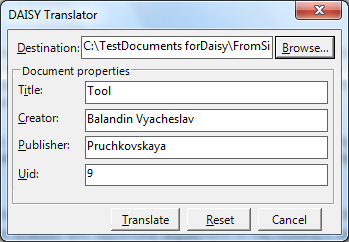 DAISY Translator
Destination: C:\TestDocuments forDaisy\FromSi Browse...
Document properties
Title: Tool
Creator: Balandin Vyacheslav
Publisher: Pruchkovskaya
Uid: 9
Translate Reset Cancel